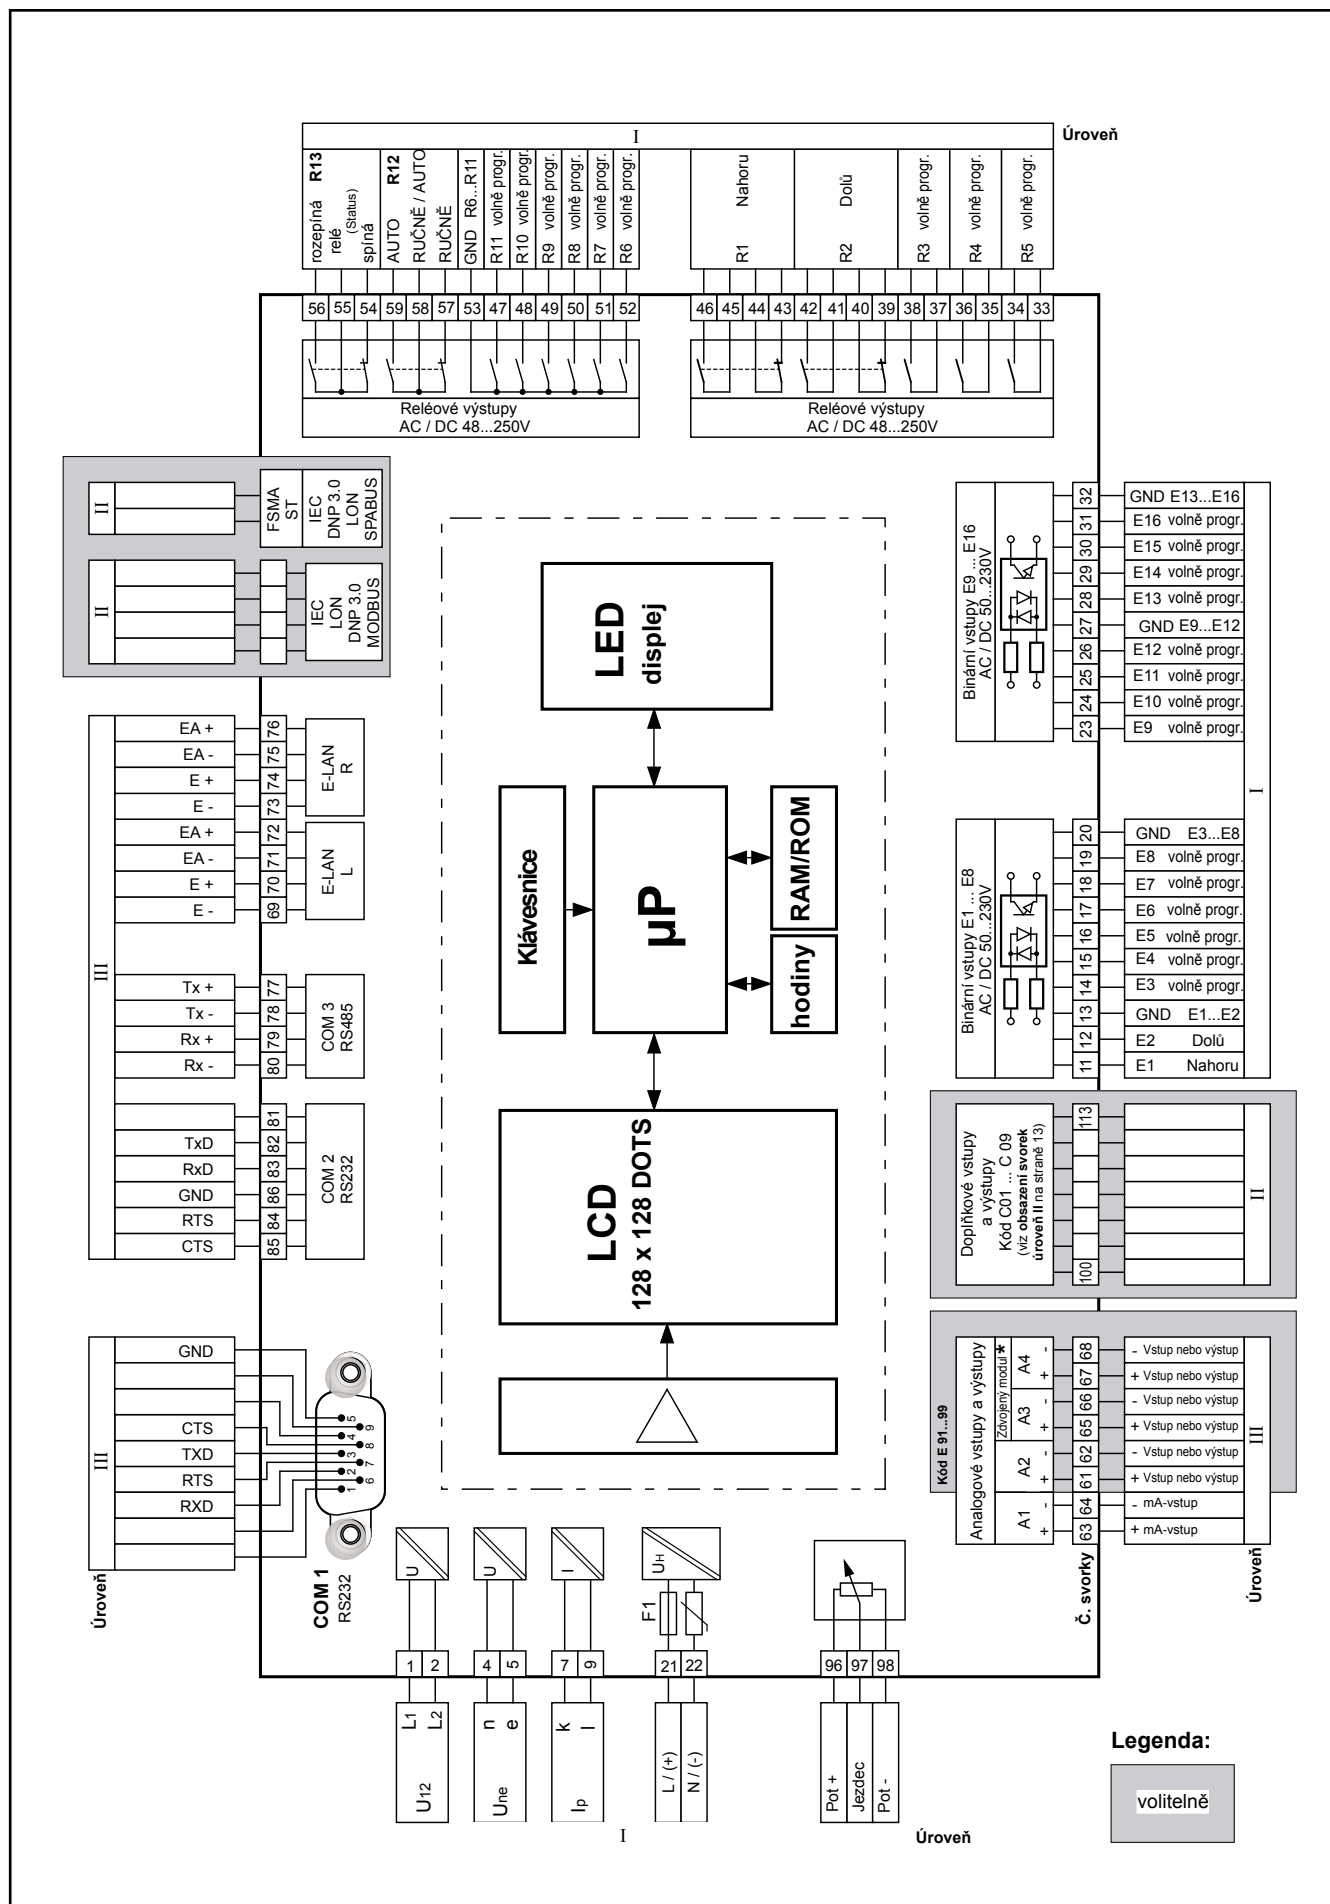 I
Úroveň
R13
rozepíná
relé
(Status)
spíná
R12
AUTO
RUČNĚ / AUTO
RUČNĚ
GND R6...R11
R11 volně progr.
R10 volně progr.
R9 volně progr.
R8 volně progr.
R7 volně progr.
R6 volně progr.
R1 Nahoru
R2 Dolů
R3 volně progr.
R4 volně progr.
R5 volně progr.
56 55 54 59 58 57 53 47 48 49 50 51 52
46 45 44 43 42 41 40 39 38 37 36 35 34 33
Reléové výstupy
AC / DC 48...250V
Reléové výstupy
AC / DC 48...250V
II
FSMA
ST
IEC
DNP 3.0
LON
SPABUS
II
IEC
LON
DNP 3.0
MODBUS
III
EA + 76
EA - 75
E + 74
E - 73
E-LAN
R
EA + 72
EA - 71
E + 70
E - 69
E-LAN
L
Tx + 77
Tx - 78
Rx + 79
Rx - 80
COM 3
RS485
81
TxD 82
RxD 83
GND 86
RTS 84
CTS 85
COM 2
RS232
III
GND
CTS
TXD
RTS
RXD
Úroveň
5
9
4
8
3
7
2
6
1
COM 1
RS232
LED
displej
Klávesnice
µP
RAM/ROM
hodiny
LCD
128 x 128 DOTS
Binární vstupy E9 ... E16
AC / DC 50...230V
32 GND E13...E16
31 E16 volně progr.
30 E15 volně progr.
29 E14 volně progr.
28 E13 volně progr.
27 GND E9...E12
26 E12 volně progr.
25 E11 volně progr.
24 E10 volně progr.
23 E9 volně progr.
I
Binární vstupy E1 ... E8
AC / DC 50...230V
20 GND E3...E8
19 E8 volně progr.
18 E7 volně progr.
17 E6 volně progr.
16 E5 volně progr.
15 E4 volně progr.
14 E3 volně progr.
13 GND E1...E2
12 E2 Dolů
11 E1 Nahoru
Doplňkové vstupy
a výstupy
Kód C01 ... C 09
(viz obsazení svorek
úroveň II na straně 13)
113
100
II
Kód E 91...99
Analogové vstupy a výstupy
Zdvojený modul *
A4 - 68 - Vstup nebo výstup
+ 67 + Vstup nebo výstup
A3 - 66 - Vstup nebo výstup
+ 65 + Vstup nebo výstup
A2 - 62 - Vstup nebo výstup
+ 61 + Vstup nebo výstup
A1 - 64 - mA-vstup
+ 63 + mA-vstup
III
Č. svorky
Úroveň
U
U
I
UH
F1
1 2
4 5
7 9
21 22
96 97 98
L1
L2
U12
n
e
Une
k
l
Ip
L / (+)
N / (-)
Pot +
Jezdec
Pot -
I
Úroveň
Legenda:
volitelně